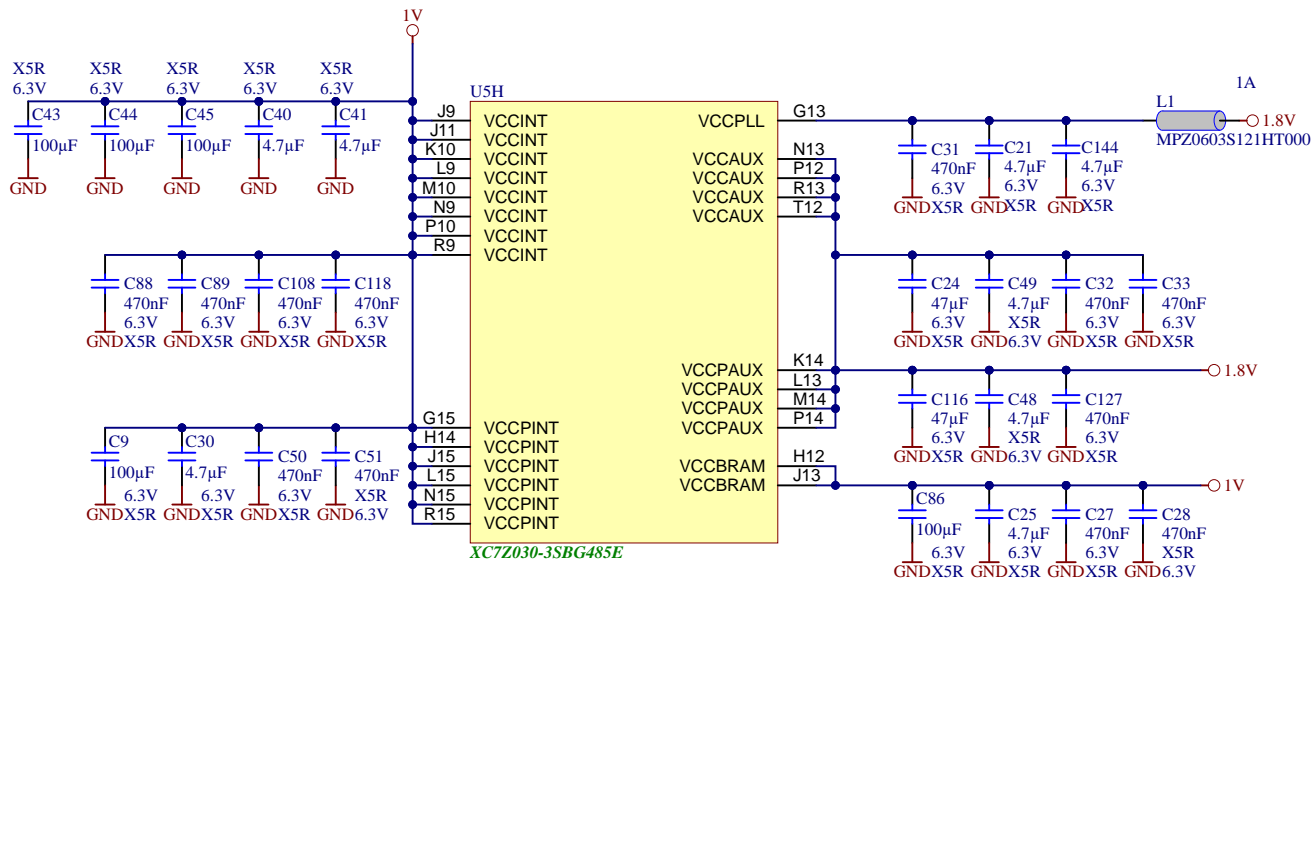 1V
X5R X5R X5R X5R X5R
6.3V 6.3V 6.3V 6.3V 6.3V
C43 C44 C45 C40 C41
100µF 100µF 100µF 4.7µF 4.7µF
GND GND GND GND GND
C88 C89 C108 C118
470nF 470nF 470nF 470nF
6.3V 6.3V 6.3V 6.3V
GND X5R GND X5R GND X5R GND X5R
C9 C30 C50 C51
100µF 4.7µF 470nF 470nF
6.3V 6.3V 6.3V X5R
GND X5R GND X5R GND X5R GND 6.3V
U5H
J9 VCCINT
J11 VCCINT
K10 VCCINT
L9 VCCINT
M10 VCCINT
N9 VCCINT
P10 VCCINT
R9 VCCINT
G15 VCCPINT
H14 VCCPINT
J15 VCCPINT
L15 VCCPINT
N15 VCCPINT
R15 VCCPINT
VCCPLL G13
VCCAUX N13
VCCAUX P12
VCCAUX R13
VCCAUX T12
VCCPAUX K14
VCCPAUX L13
VCCPAUX M14
VCCPAUX P14
VCCBRAM H12
VCCBRAM J13
XC7Z030-3SBG485E
1A
L1
1.8V
MPZ0603S121HT000
C31 C21 C144
470nF 4.7µF 4.7µF
6.3V 6.3V 6.3V
GND X5R GND X5R GND X5R
C24 C49 C32 C33
47µF 4.7µF 470nF 470nF
6.3V X5R 6.3V 6.3V
GND X5R GND 6.3V GND X5R GND X5R
1.8V
C116 C48 C127
47µF 4.7µF 470nF
6.3V X5R 6.3V
GND X5R GND 6.3V GND X5R
1V
C86 C25 C27 C28
100µF 4.7µF 470nF 470nF
6.3V 6.3V 6.3V X5R
GND X5R GND X5R GND X5R GND 6.3V